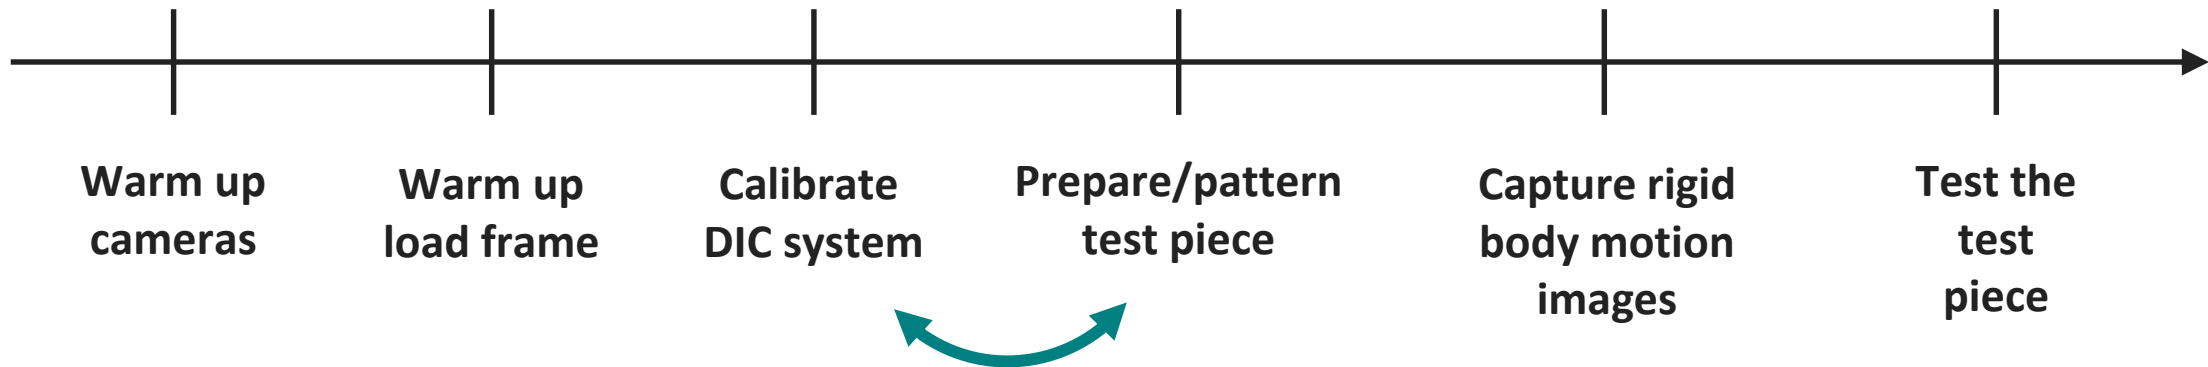 Warm up
cameras
Warm up
load frame
Calibrate
DIC system
Prepare/pattern
test piece
Capture rigid
body motion
images
Test the
test
piece